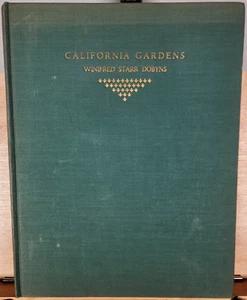 CALIFORNIA GARDENS
WINIFRED STARR DOBYNS